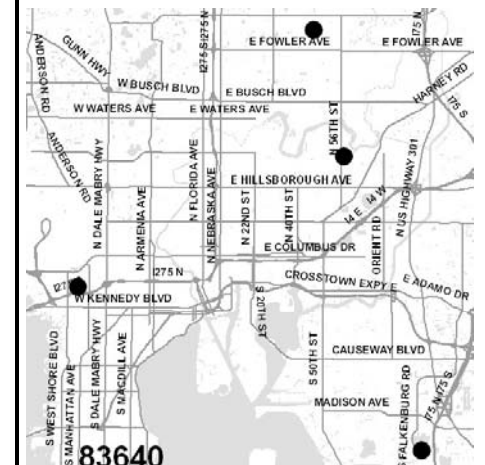 E FOWLER AVE
E FOWLER AVE
I275 S
I275 N
I75 N
GUNN HWY
ANDERSON RD
W BUSCH BLVD
E BUSCH BLVD
HARNEY RD
W WATERS AVE
E WATERS AVE
I75 S
N 56TH ST
ANDERSON RD
N DALE MABRY HWY
N ARMENIA AVE
N FLORIDA AVE
N NEBRASKA AVE
E HILLSBOROUGH AVE
N 22ND ST
N 40TH ST
I4 E
I4 W
ORIENT RD
N US HIGHWAY 301
E COLUMBUS DR
I275 N
CROSSTOWN EXPY E
E ADAMO DR
I275
W KENNEDY BLVD
S 20TH ST
CAUSEWAY BLVD
S WEST SHORE BLVD
S MANHATTAN AVE
S DALE MABRY HWY
S MACDILL AVE
S 50TH ST
MADISON AVE
S FALKENBURG RD
I75 N
I75 S
83640